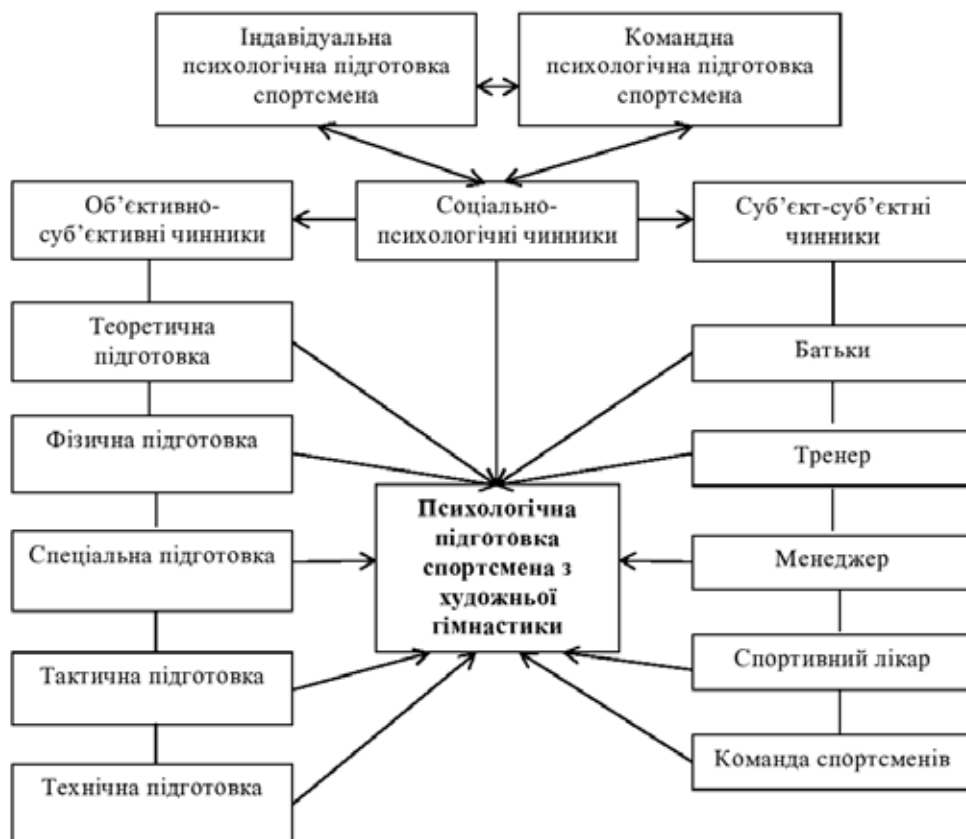 Індавідуальна
психологічна підготовка
спортсмена
Командна
психологічна підготовка
спортсмена
Об’єктивно-
суб’єктивні чинники
Соціально-
психологічні чинники
Суб’єкт-суб’єктні
чинники
Теоретична
підготовка
Батьки
Фізична підготовка
Тренер
Психологічна
підготовка
спортсмена з
художньої
гімнастики
Спеціальна підготовка
Менеджер
Тактична підготовка
Спортивний лікар
Технічна підготовка
Команда спортсменів